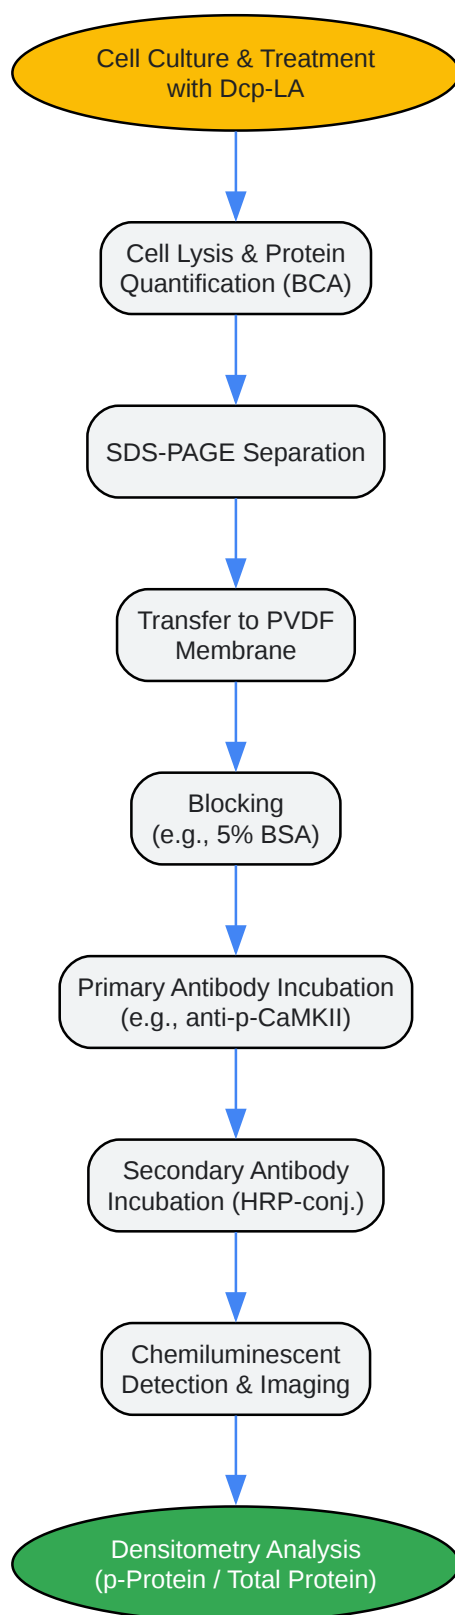 Cell Culture & Treatment
with Dcp-LA
Cell Lysis & Protein
Quantification (BCA)
SDS-PAGE Separation
Transfer to PVDF
Membrane
Blocking
(e.g., 5% BSA)
Primary Antibody Incubation
(e.g., anti-p-CaMKII)
Secondary Antibody
Incubation (HRP-conj.)
Chemiluminescent
Detection & Imaging
Densitometry Analysis
(p-Protein / Total Protein)